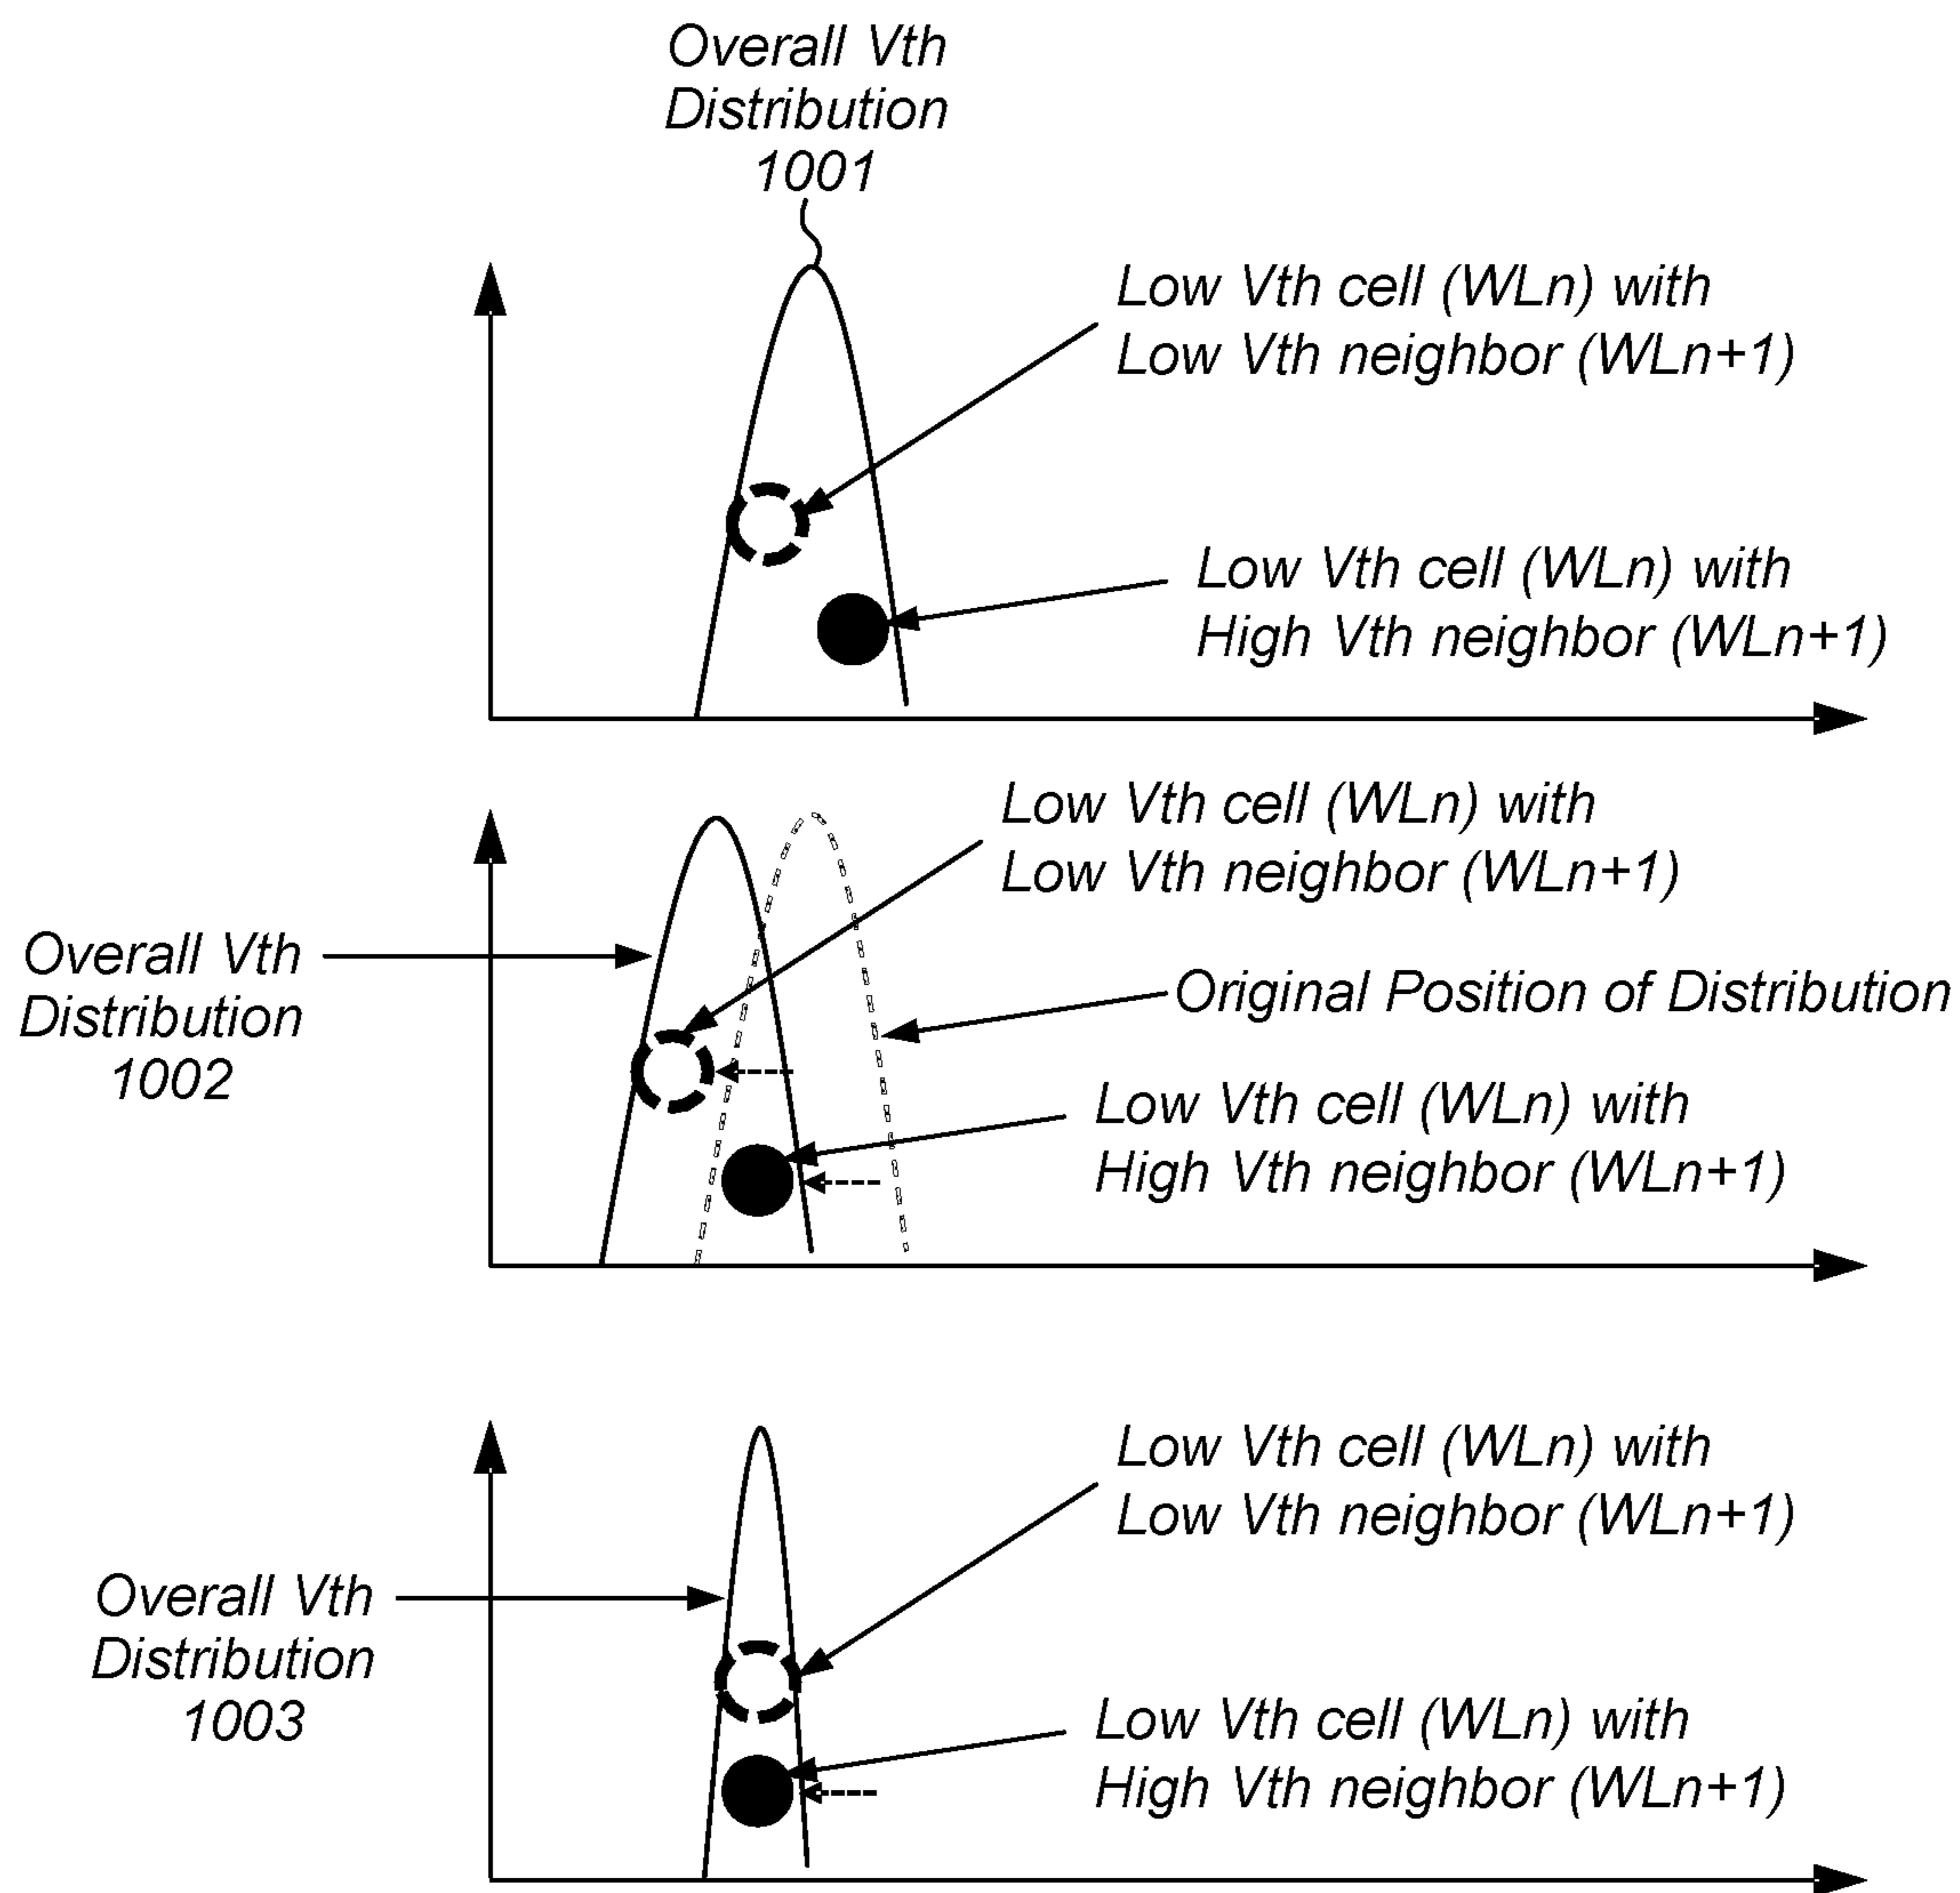 Overall Vth
Distribution
1001
Low Vth cell (WLn) with
Low Vth neighbor (WLn+1)
Low Vth cell (WLn) with
High Vth neighbor (WLn+1)
Low Vth cell (WLn) with
Low Vth neighbor (WLn+1)
Overall Vth
Distribution
1002
Original Position of Distribution
Low Vth cell (WLn) with
High Vth neighbor (WLn+1)
Low Vth cell (WLn) with
Low Vth neighbor (WLn+1)
Overall Vth
Distribution
1003
Low Vth cell (WLn) with
High Vth neighbor (WLn+1)